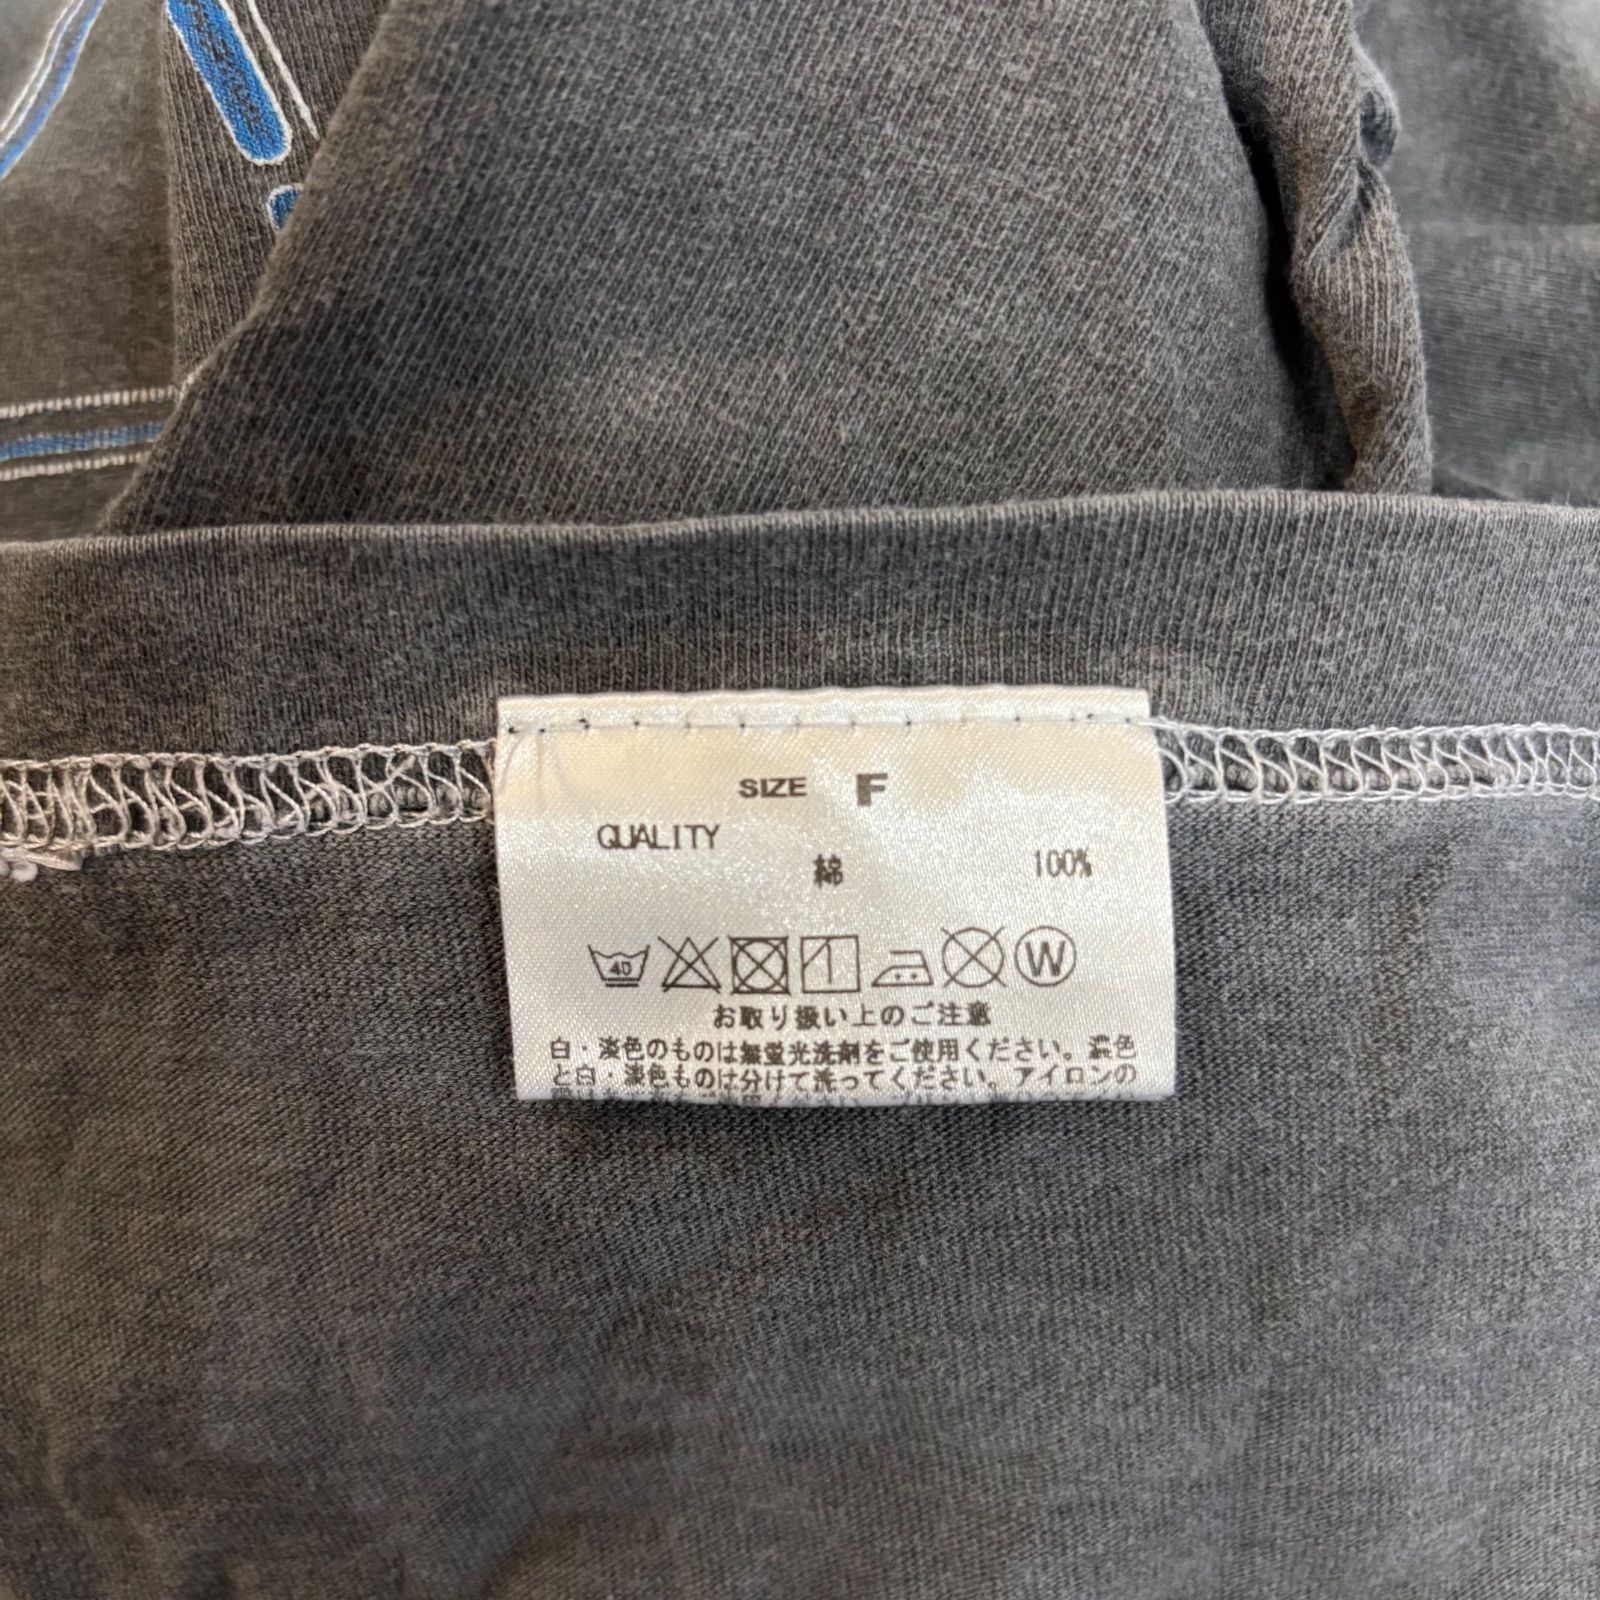 SIZE F
QUALITY
綿 100%
40
W
お取り扱い上のご注意
白・淡色のものは無蛍光洗剤をご使用ください。濃色
と白・淡色ものは分けて洗ってください。アイロンの